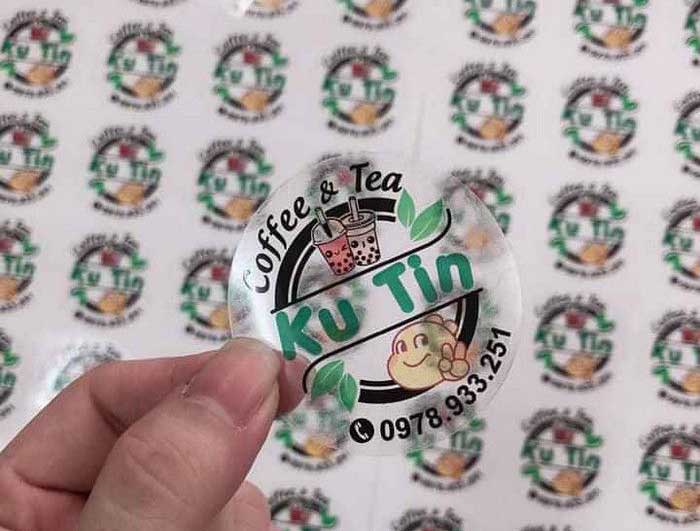 Coffee & Tea
Ku Tin
0978.933.251